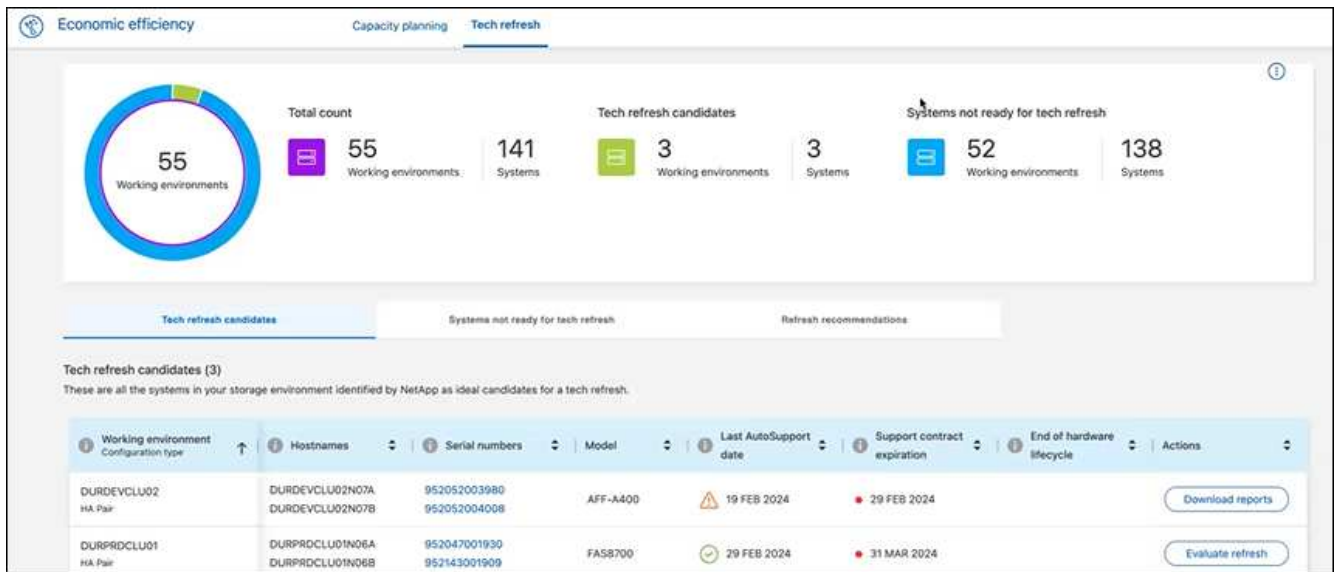 Economic efficiency
Capacity planning
Tech refresh
55
Working environments
Total count
55
Working environments
141
Systems
Tech refresh candidates
3
Working environments
3
Systems
Systems not ready for tech refresh
52
Working environments
138
Systems
Tech refresh candidates
Systems not ready for tech refresh
Refresh recommendations
Tech refresh candidates (3)
These are all the systems in your storage environment identified by NetApp as ideal candidates for a tech refresh.
Working environment
Configuration type
Hostnames
Serial numbers
Model
Last AutoSupport
date
Support contract
expiration
End of hardware
lifecycle
Actions
DURDEVCLU02
HA Pair
DURDEVCLU02N07A
DURDEVCLU02N07B
952052003980
952052004008
AFF-A400
19 FEB 2024
29 FEB 2024
Download reports
DURPRDCLU01
HA Pair
DURPRDCLU01N06A
DURPRDCLU01N06B
952047001930
952143001909
FAS8700
29 FEB 2024
31 MAR 2024
Evaluate refresh